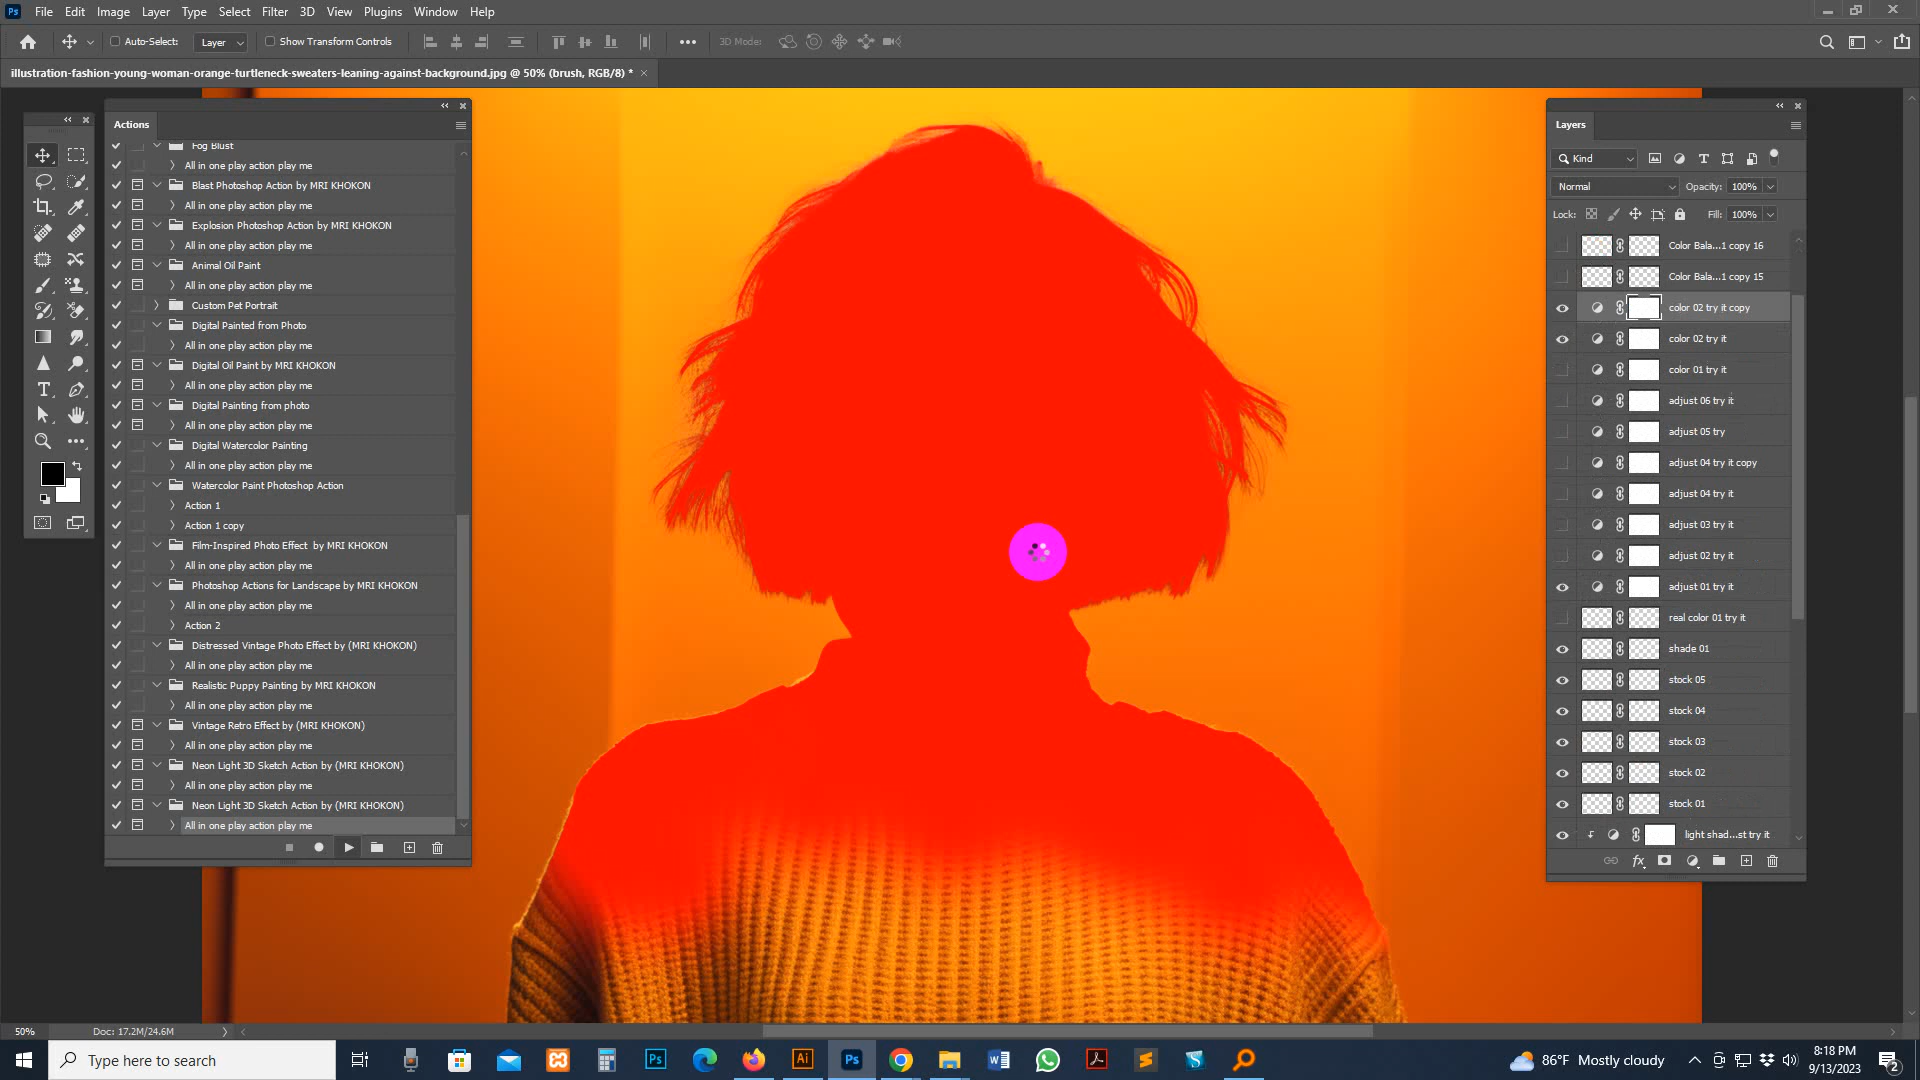 Ps File Edit Image Layer Type Select Filter 3D View Plugins Window Help
Auto-Select: Layer Show Transform Controls 3D Mode:
illustration-fashion-young-woman-orange-turtleneck-sweaters-leaning-against-background.jpg @ 50% (brush, RGB/8) *
Actions
Fog Blust
All in one play action play me
Blast Photoshop Action by MRI KHOKON
All in one play action play me
Explosion Photoshop Action by MRI KHOKON
All in one play action play me
Animal Oil Paint
All in one play action play me
Custom Pet Portrait
Digital Painted from Photo
All in one play action play me
Digital Oil Paint by MRI KHOKON
All in one play action play me
Digital Painting from photo
All in one play action play me
Digital Watercolor Painting
All in one play action play me
Watercolor Paint Photoshop Action
Action 1
Action 1 copy
Film-Inspired Photo Effect by MRI KHOKON
All in one play action play me
Photoshop Actions for Landscape by MRI KHOKON
All in one play action play me
Action 2
Distressed Vintage Photo Effect by (MRI KHOKON)
All in one play action play me
Realistic Puppy Painting by MRI KHOKON
All in one play action play me
Vintage Retro Effect by (MRI KHOKON)
All in one play action play me
Neon Light 3D Sketch Action by (MRI KHOKON)
All in one play action play me
Neon Light 3D Sketch Action by (MRI KHOKON)
All in one play action play me
Layers
Kind
Normal Opacity: 100%
Lock: Fill: 100%
Color Bala...1 copy 16
Color Bala...1 copy 15
color 02 try it copy
color 02 try it
color 01 try it
adjust 06 try it
adjust 05 try
adjust 04 try it copy
adjust 04 try it
adjust 03 try it
adjust 02 try it
adjust 01 try it
real color 01 try it
shade 01
stock 05
stock 04
stock 03
stock 02
stock 01
light shad...st try it
50% Doc: 17.2M/24.6M
Type here to search
Ps Ai Ps
86°F Mostly cloudy
8:18 PM
9/13/2023
2